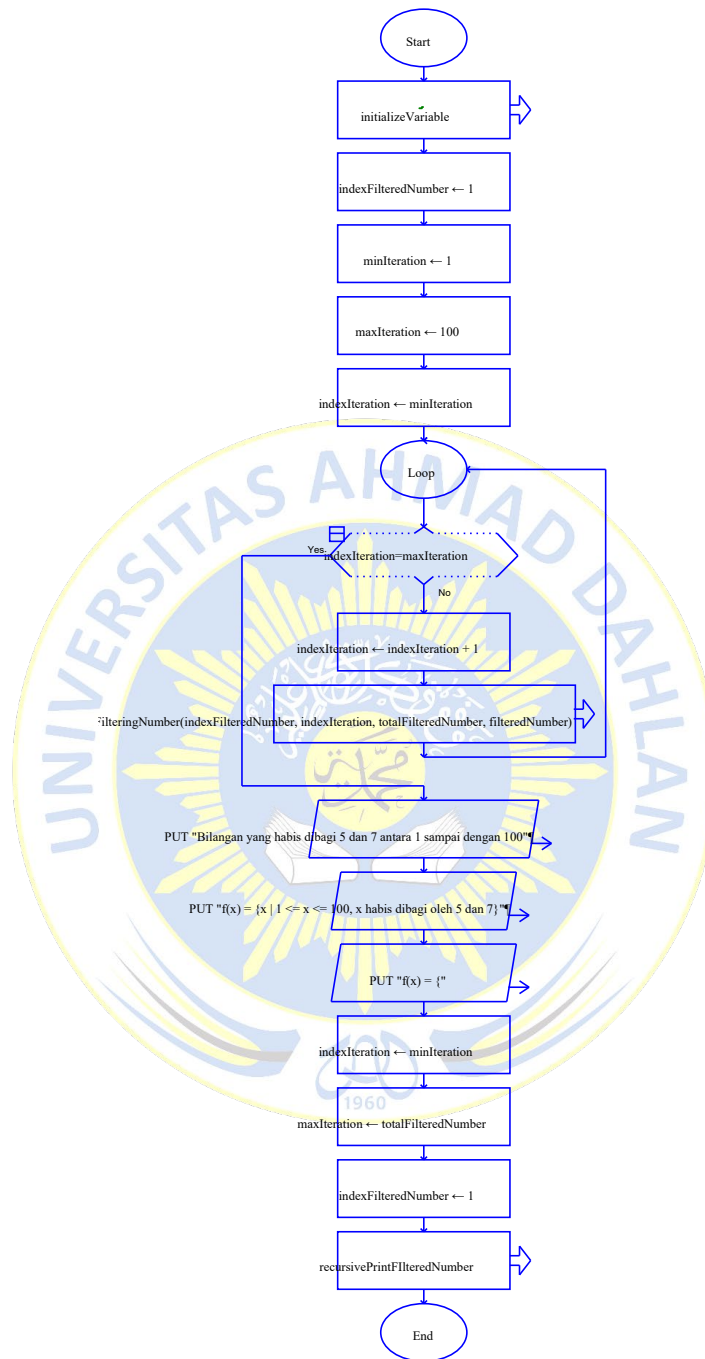 Start
initializeVariable
indexFilteredNumber ← 1
minIteration ← 1
maxIteration ← 100
indexIteration ← minIteration
UNIVERSITAS AHMAD DAHLAN
Loop
Yes
indexIteration=maxIteration
No
indexIteration ← indexIteration + 1
FilteringNumber(indexFilteredNumber, indexIteration, totalFilteredNumber, filteredNumber)
PUT "Bilangan yang habis dibagi 5 dan 7 antara 1 sampai dengan 100"¶
PUT "f(x) = {x | 1 <= x <= 100, x habis dibagi oleh 5 dan 7}"¶
PUT "f(x) = {"
indexIteration ← minIteration
1960
maxIteration ← totalFilteredNumber
indexFilteredNumber ← 1
recursivePrintFIlteredNumber
End